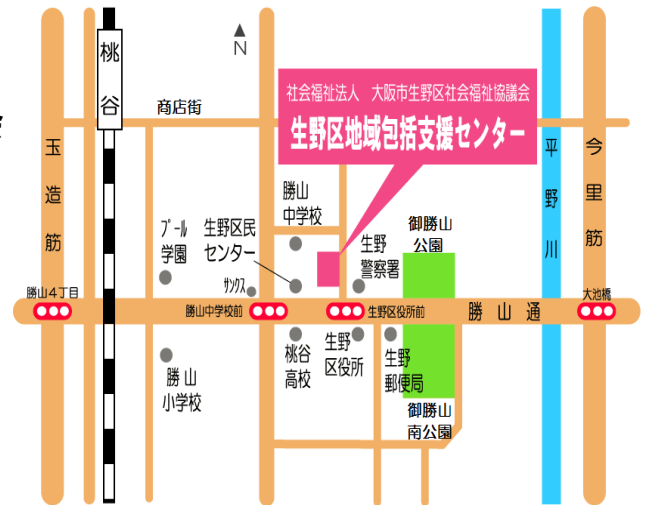 桃谷
N
商店街
社会福祉法人　大阪市生野区社会福祉協議会
生野区地域包括支援センター
玉造筋
平野川
今里筋
勝山
中学校
プール
学園
生野区民
センター
生野
警察署
御勝山
公園
サンクス
勝山4丁目
勝山中学校前
生野区役所前
勝山通
大池橋
勝山
小学校
桃谷
高校
生野
区役所
生野
郵便局
御勝山
南公園